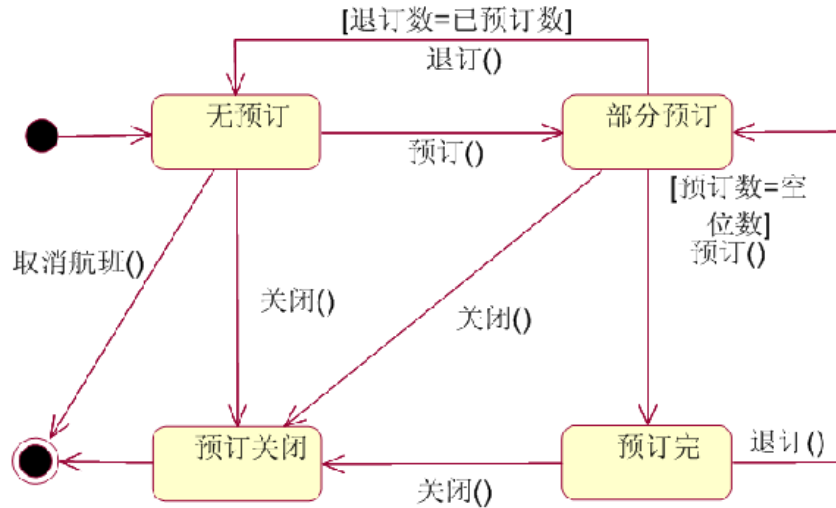 [退订数=已预订数]
退订()
无预订
部分预订
预订()
[预订数=空
位数]
预订()
取消航班()
关闭()
关闭()
预订关闭
预订完
退订()
关闭()